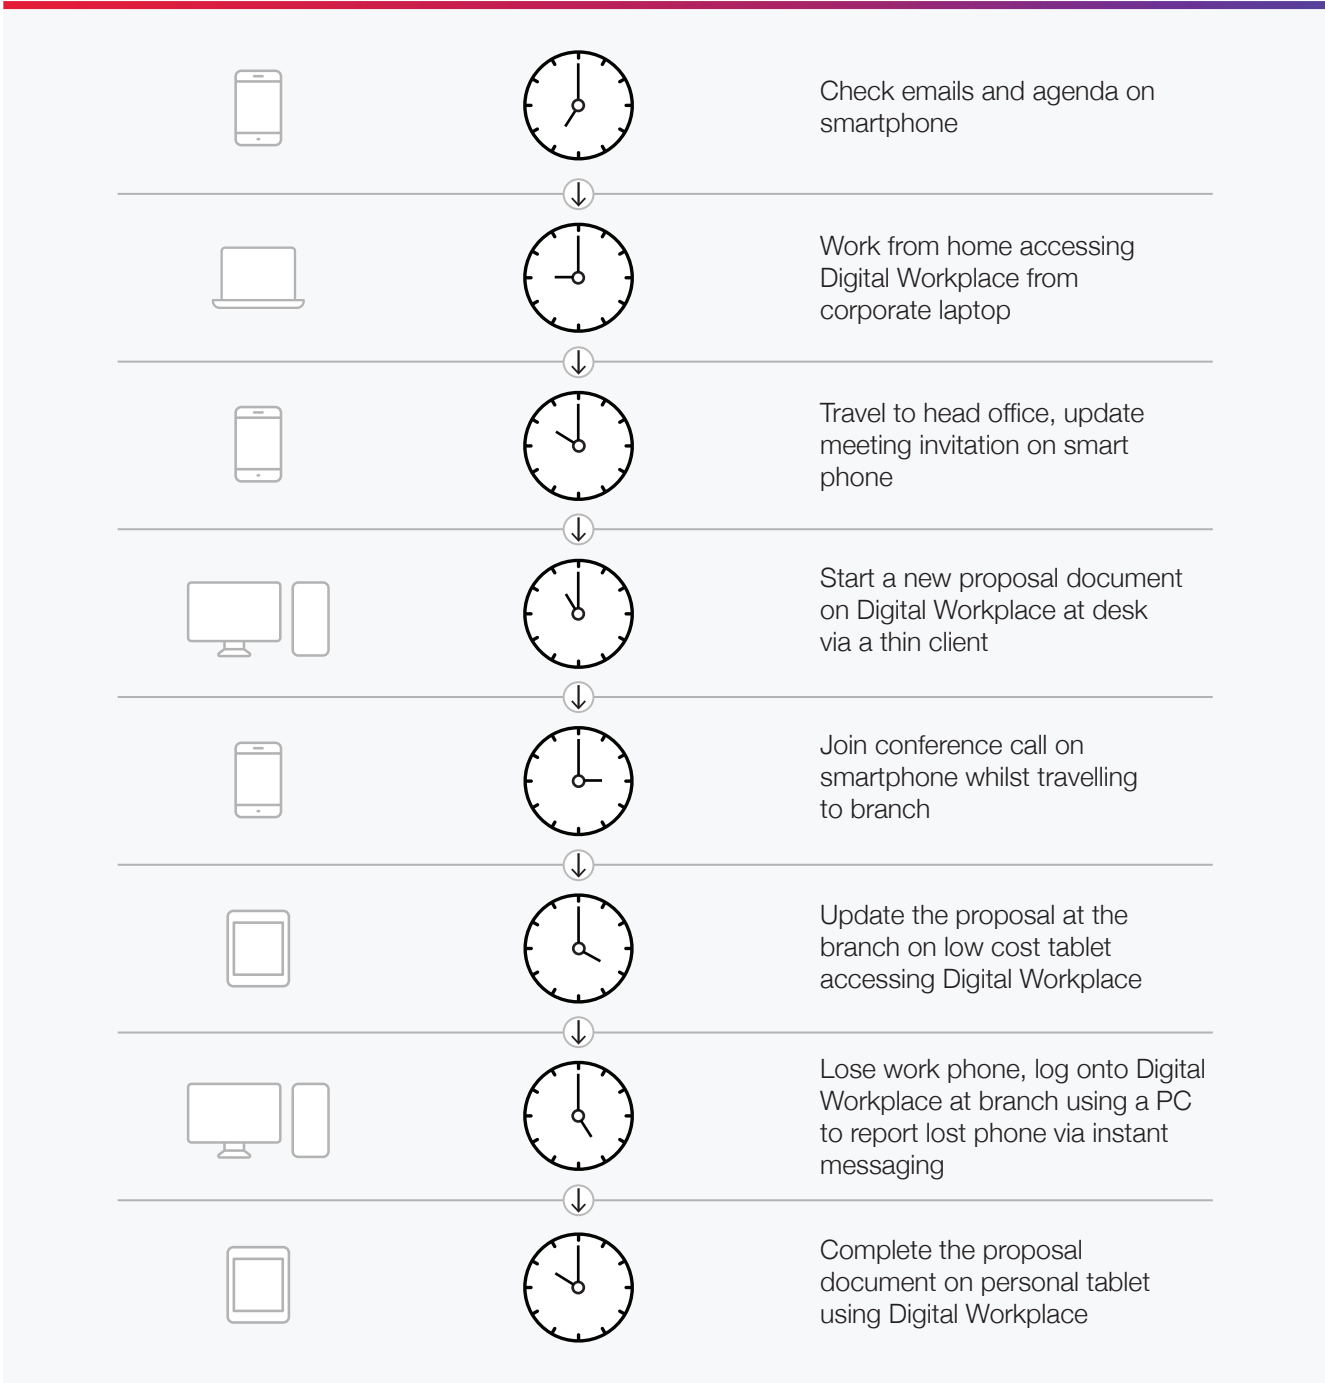 Check emails and agenda on
smartphone
Work from home accessing
Digital Workplace from
corporate laptop
Travel to head office, update
meeting invitation on smart
phone
Start a new proposal document
on Digital Workplace at desk
via a thin client
Join conference call on
smartphone whilst travelling
to branch
Update the proposal at the
branch on low cost tablet
accessing Digital Workplace
Lose work phone, log onto Digital
Workplace at branch using a PC
to report lost phone via instant
messaging
Complete the proposal
document on personal tablet
using Digital Workplace